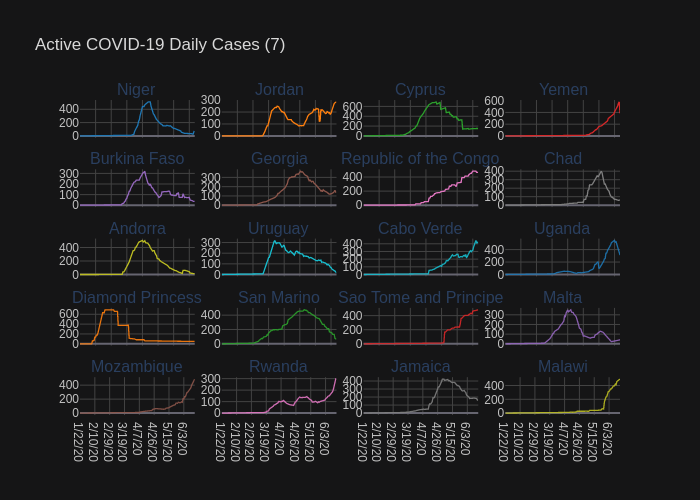 Active COVID-19 Daily Cases (7)
Niger Jordan Cyprus Yemen
400 200 0 300 200 100 0 600 400 200 0 600 400 200 0
Burkina Faso Georgia Republic of the Congo Chad
300 200 100 0 300 200 100 0 400 200 0 400 300 200 100 0
Andorra Uruguay Cabo Verde Uganda
400 200 0 300 200 100 0 400 300 200 100 0 400 200 0
Diamond Princess San Marino Sao Tome and Principe Malta
600 400 200 0 400 200 0 400 200 0 300 200 100 0
Mozambique Rwanda Jamaica Malawi
400 200 0 300 200 100 0 400 300 200 100 0 400 200 0
1/22/20 2/10/20 2/29/20 3/19/20 4/7/20 4/26/20 5/15/20 6/3/20 1/22/20 2/10/20 2/29/20 3/19/20 4/7/20 4/26/20 5/15/20 6/3/20 1/22/20 2/10/20 2/29/20 3/19/20 4/7/20 4/26/20 5/15/20 6/3/20 1/22/20 2/10/20 2/29/20 3/19/20 4/7/20 4/26/20 5/15/20 6/3/20